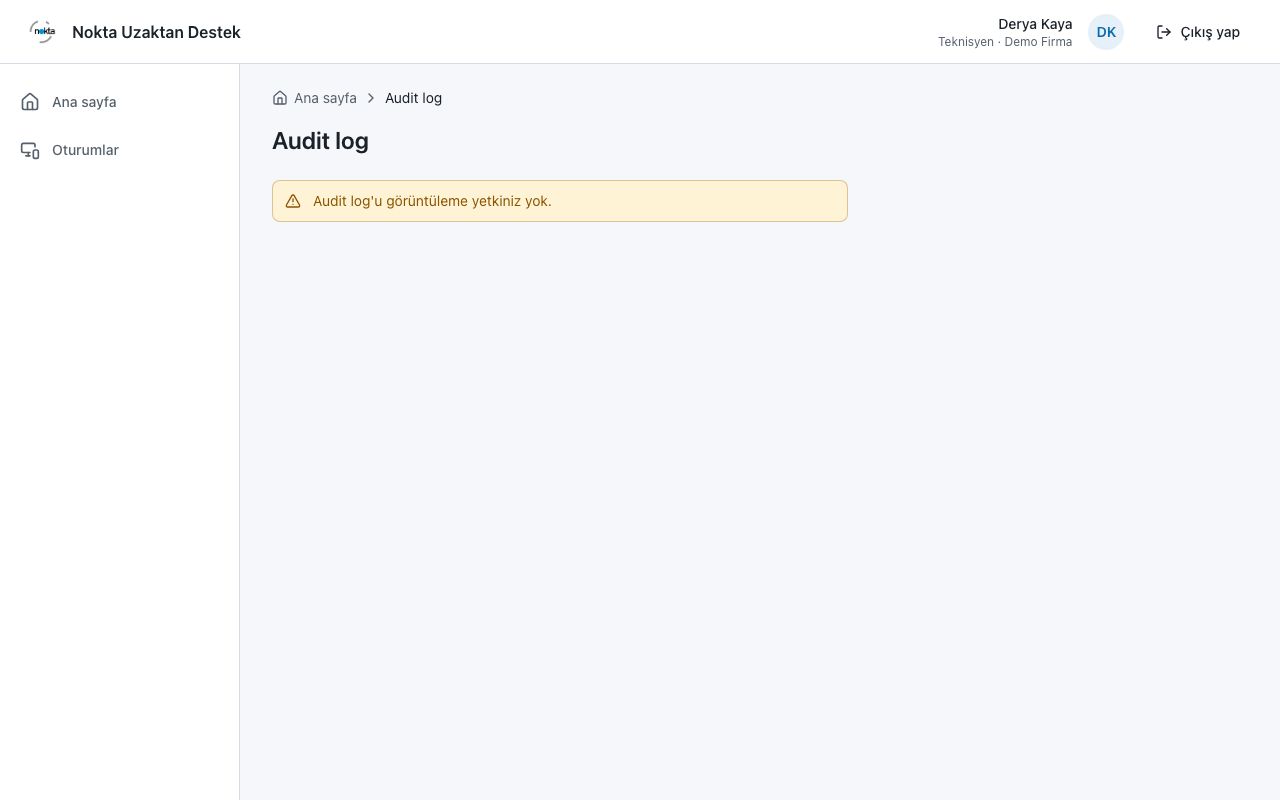 nokta
Nokta Uzaktan Destek
Derya Kaya
Teknisyen · Demo Firma
DK
Çıkış yap
Ana sayfa
Oturumlar
Ana sayfa > Audit log
Audit log
Audit log'u görüntüleme yetkiniz yok.